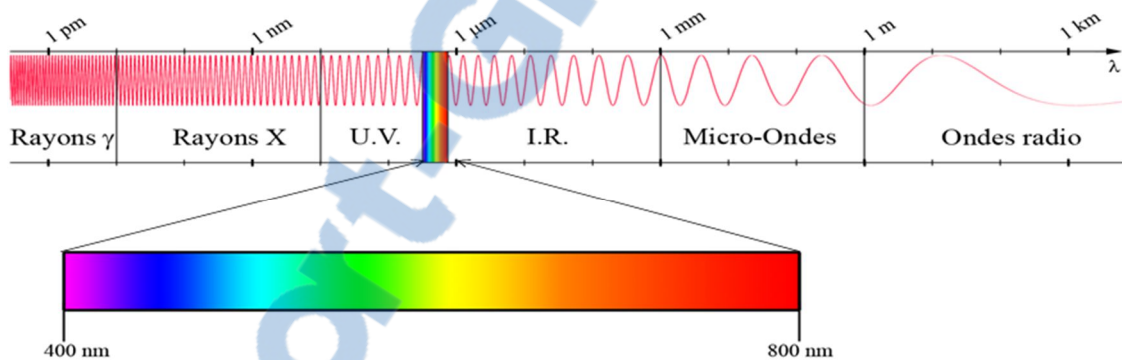 1 pm 1 nm 1 µm 1 mm 1 m 1 km
λ
Rayons γ Rayons X U.V. I.R. Micro-Ondes Ondes radio
400 nm 800 nm